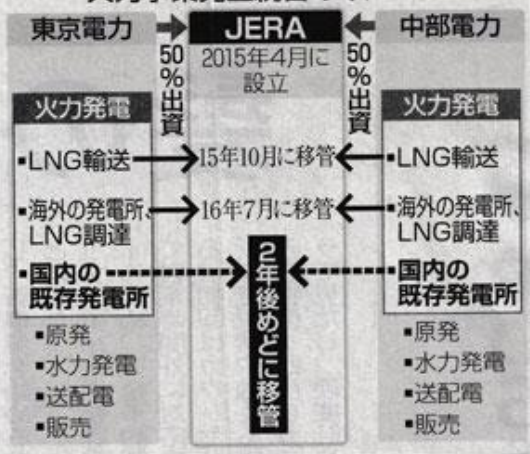 東京電力
JERA
中部電力
50%出資
2015年4月に
設立
50%出資
火力発電
火力発電
▪LNG輸送
15年10月に移管
▪LNG輸送
▪海外の発電所、
LNG調達
16年7月に移管
▪海外の発電所、
LNG調達
▪国内の
既存発電所
2年後めどに移管
▪国内の
既存発電所
▪原発
▪水力発電
▪送配電
▪販売
▪原発
▪水力発電
▪送配電
▪販売